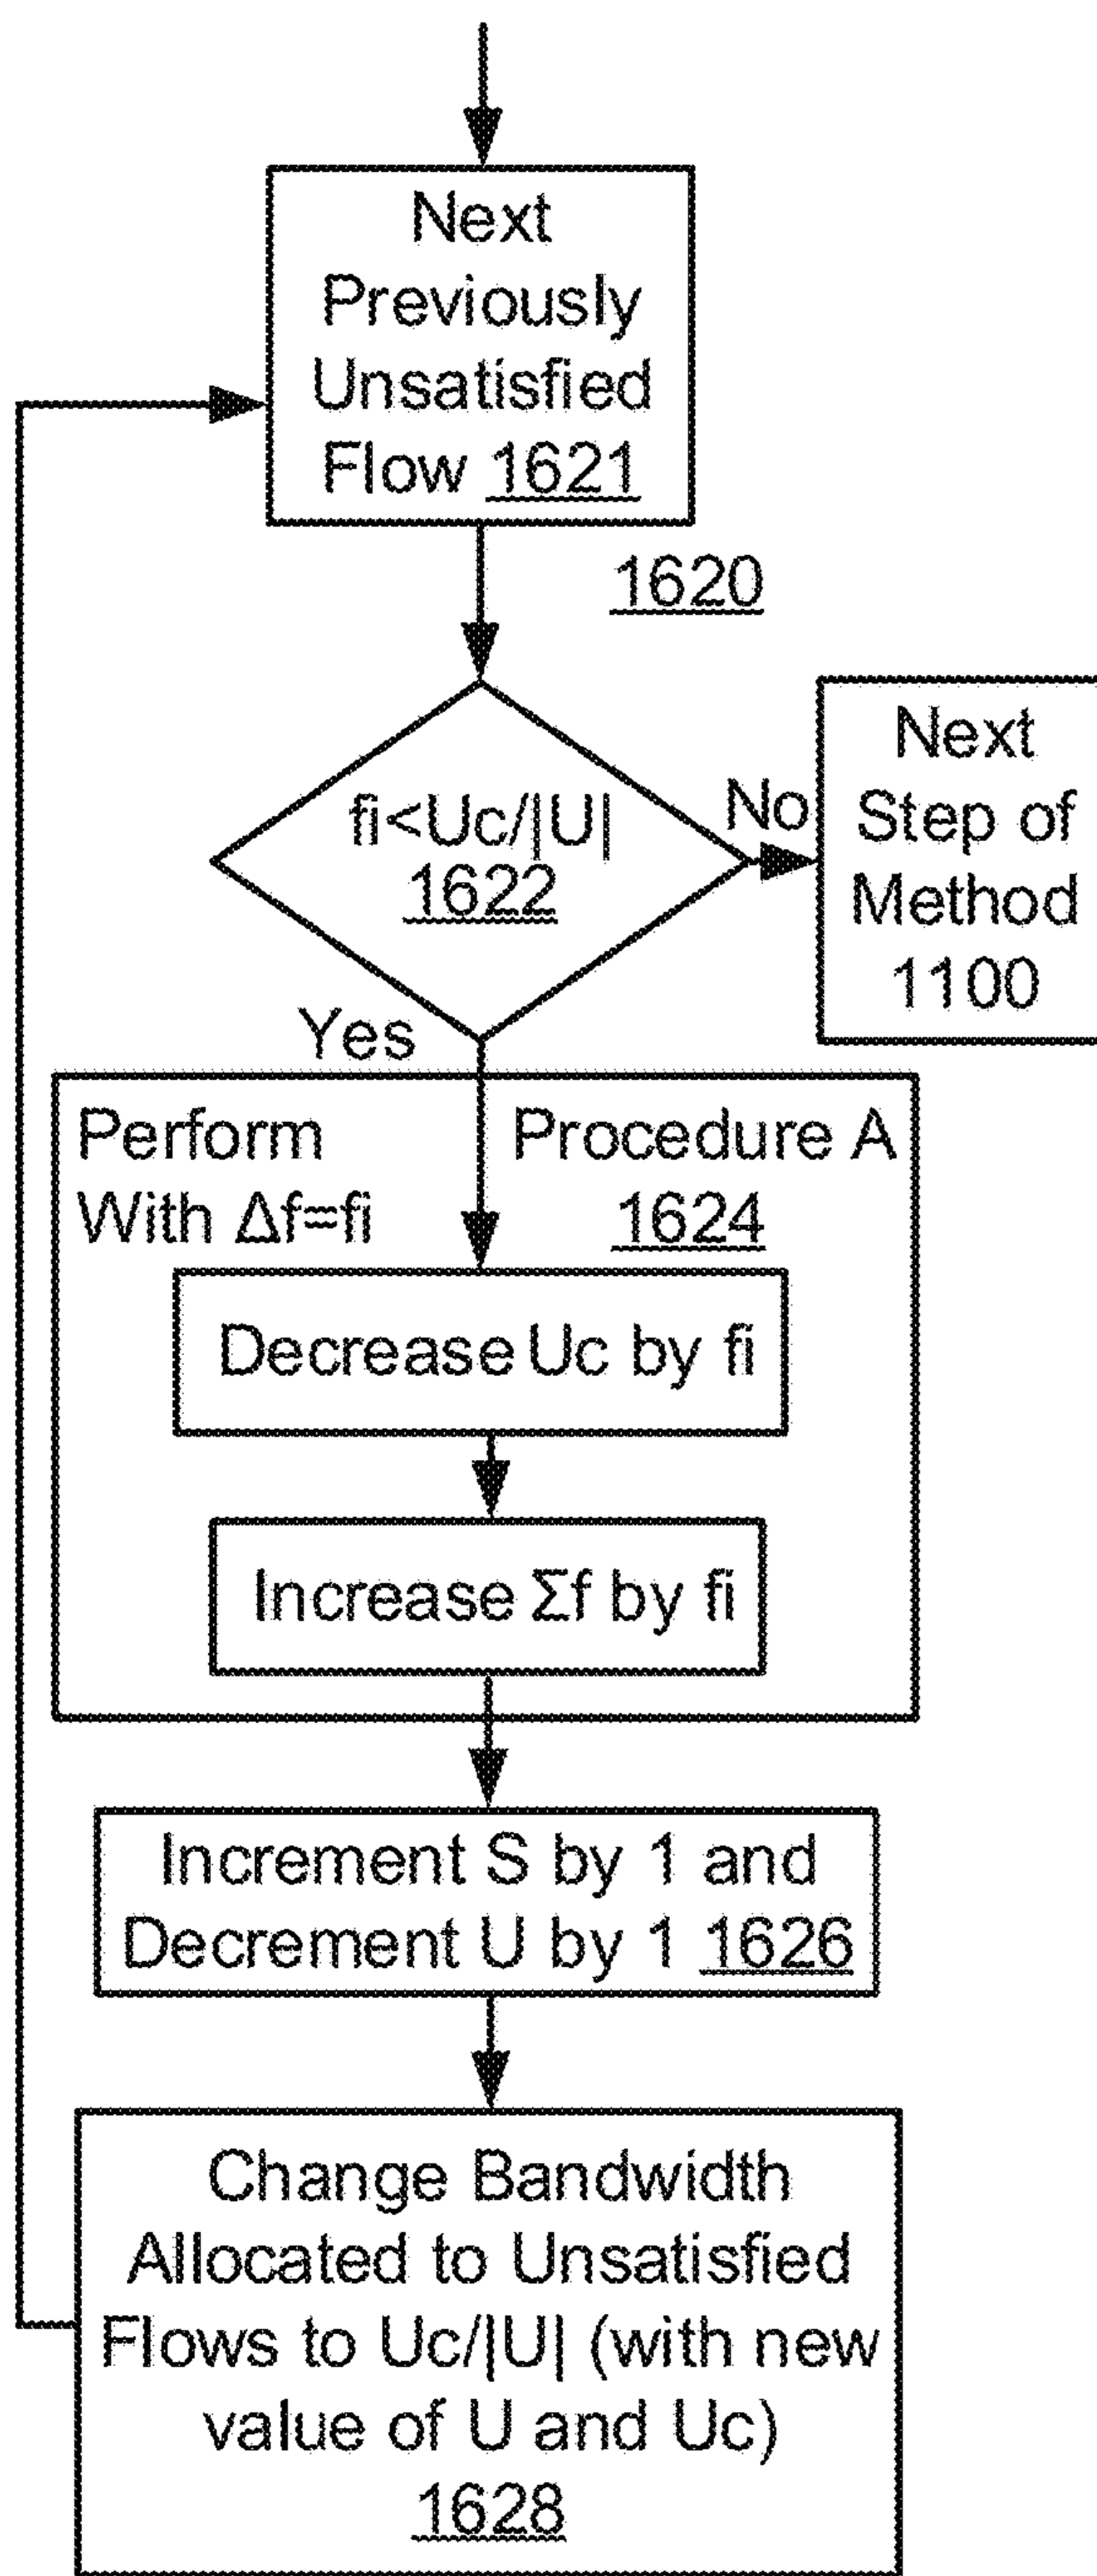 Next
Previously
Unsatisfied
Flow 1621
1620
fi<Uc/|U|
1622
No
Next
Step of
Method
1100
Yes
Perform
With Δf=fi
Procedure A
1624
Decrease Uc by fi
Increase Σf by fi
Increment S by 1 and
Decrement U by 1 1626
Change Bandwidth
Allocated to Unsatisfied
Flows to Uc/|U| (with new
value of U and Uc)
1628